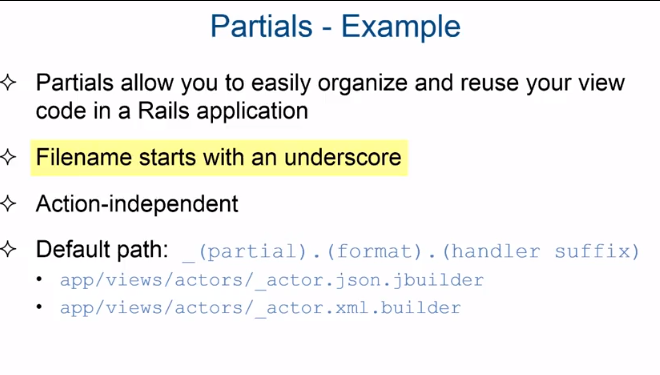 Partials - Example
Partials allow you to easily organize and reuse your view
code in a Rails application
Filename starts with an underscore
Action-independent
Default path: _(partial).(format).(handler suffix)
app/views/actors/_actor.json.jbuilder
app/views/actors/_actor.xml.builder